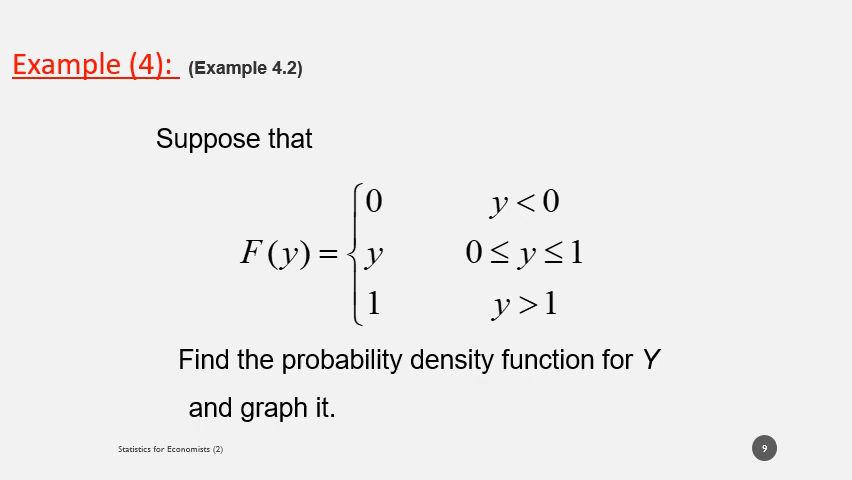 Example (4): (Example 4.2)
Suppose that
0 y < 0
F(y) = { y 0 ≤ y ≤ 1
1 y > 1
Find the probability density function for Y
and graph it.
Statistics for Economists (2) 9